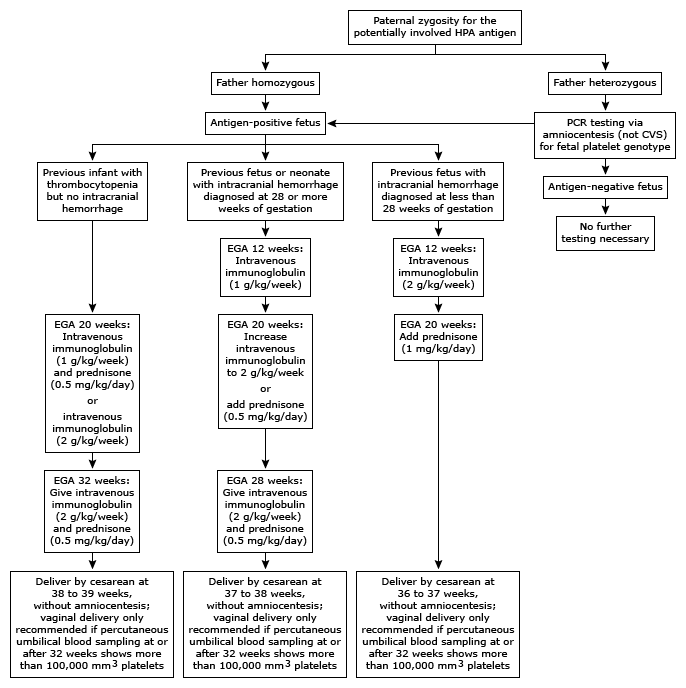 Paternal zygosity for the
potentially involved HPA antigen
Father homozygous
Father heterozygous
Antigen-positive fetus
PCR testing via
amniocentesis (not CVS)
for fetal platelet genotype
Antigen-negative fetus
No further
testing necessary
Previous infant with
thrombocytopenia
but no intracranial
hemorrhage
Previous fetus or neonate
with intracranial hemorrhage
diagnosed at 28 or more
weeks of gestation
Previous fetus with
intracranial hemorrhage
diagnosed at less than
28 weeks of gestation
EGA 12 weeks:
Intravenous
immunoglobulin
(1 g/kg/week)
EGA 12 weeks:
Intravenous
immunoglobulin
(2 g/kg/week)
EGA 20 weeks:
Intravenous
immunoglobulin
(1 g/kg/week)
and prednisone
(0.5 mg/kg/day)
or
intravenous
immunoglobulin
(2 g/kg/week)
EGA 20 weeks:
Increase
intravenous
immunoglobulin
to 2 g/kg/week
or
add prednisone
(0.5 mg/kg/day)
EGA 20 weeks:
Add prednisone
(1 mg/kg/day)
EGA 32 weeks:
Give intravenous
immunoglobulin
(2 g/kg/week)
and prednisone
(0.5 mg/kg/day)
EGA 28 weeks:
Give intravenous
immunoglobulin
(2 g/kg/week)
and prednisone
(0.5 mg/kg/day)
Deliver by cesarean at
38 to 39 weeks,
without amniocentesis;
vaginal delivery only
recommended if percutaneous
umbilical blood sampling at or
after 32 weeks shows more
than 100,000 mm³ platelets
Deliver by cesarean at
37 to 38 weeks,
without amniocentesis;
vaginal delivery only
recommended if percutaneous
umbilical blood sampling at or
after 32 weeks shows more
than 100,000 mm³ platelets
Deliver by cesarean at
36 to 37 weeks,
without amniocentesis;
vaginal delivery only
recommended if percutaneous
umbilical blood sampling at or
after 32 weeks shows more
than 100,000 mm³ platelets